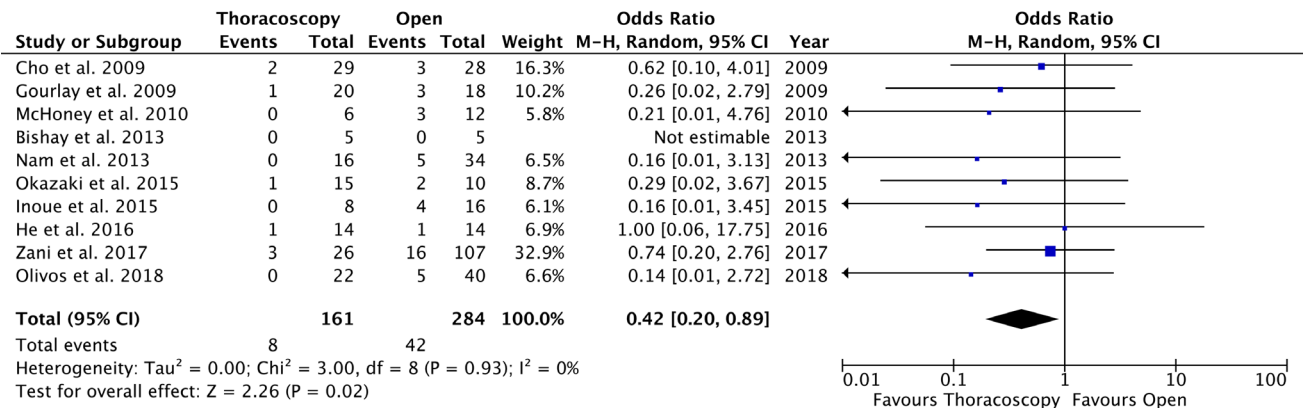 Thoracoscopy Open Odds Ratio Odds Ratio
Study or Subgroup Events Total Events Total Weight M-H, Random, 95% CI Year M-H, Random, 95% CI
Cho et al. 2009 2 29 3 28 16.3% 0.62 [0.10, 4.01] 2009
Gourlay et al. 2009 1 20 3 18 10.2% 0.26 [0.02, 2.79] 2009
McHoney et al. 2010 0 6 3 12 5.8% 0.21 [0.01, 4.76] 2010
Bishay et al. 2013 0 5 0 5 Not estimable 2013
Nam et al. 2013 0 16 5 34 6.5% 0.16 [0.01, 3.13] 2013
Okazaki et al. 2015 1 15 2 10 8.7% 0.29 [0.02, 3.67] 2015
Inoue et al. 2015 0 8 4 16 6.1% 0.16 [0.01, 3.45] 2015
He et al. 2016 1 14 1 14 6.9% 1.00 [0.06, 17.75] 2016
Zani et al. 2017 3 26 16 107 32.9% 0.74 [0.20, 2.76] 2017
Olivos et al. 2018 0 22 5 40 6.6% 0.14 [0.01, 2.72] 2018
Total (95% CI) 161 284 100.0% 0.42 [0.20, 0.89]
Total events 8 42
Heterogeneity: Tau² = 0.00; Chi² = 3.00, df = 8 (P = 0.93); I² = 0%
Test for overall effect: Z = 2.26 (P = 0.02)
0.01 0.1 1 10 100
Favours Thoracoscopy Favours Open